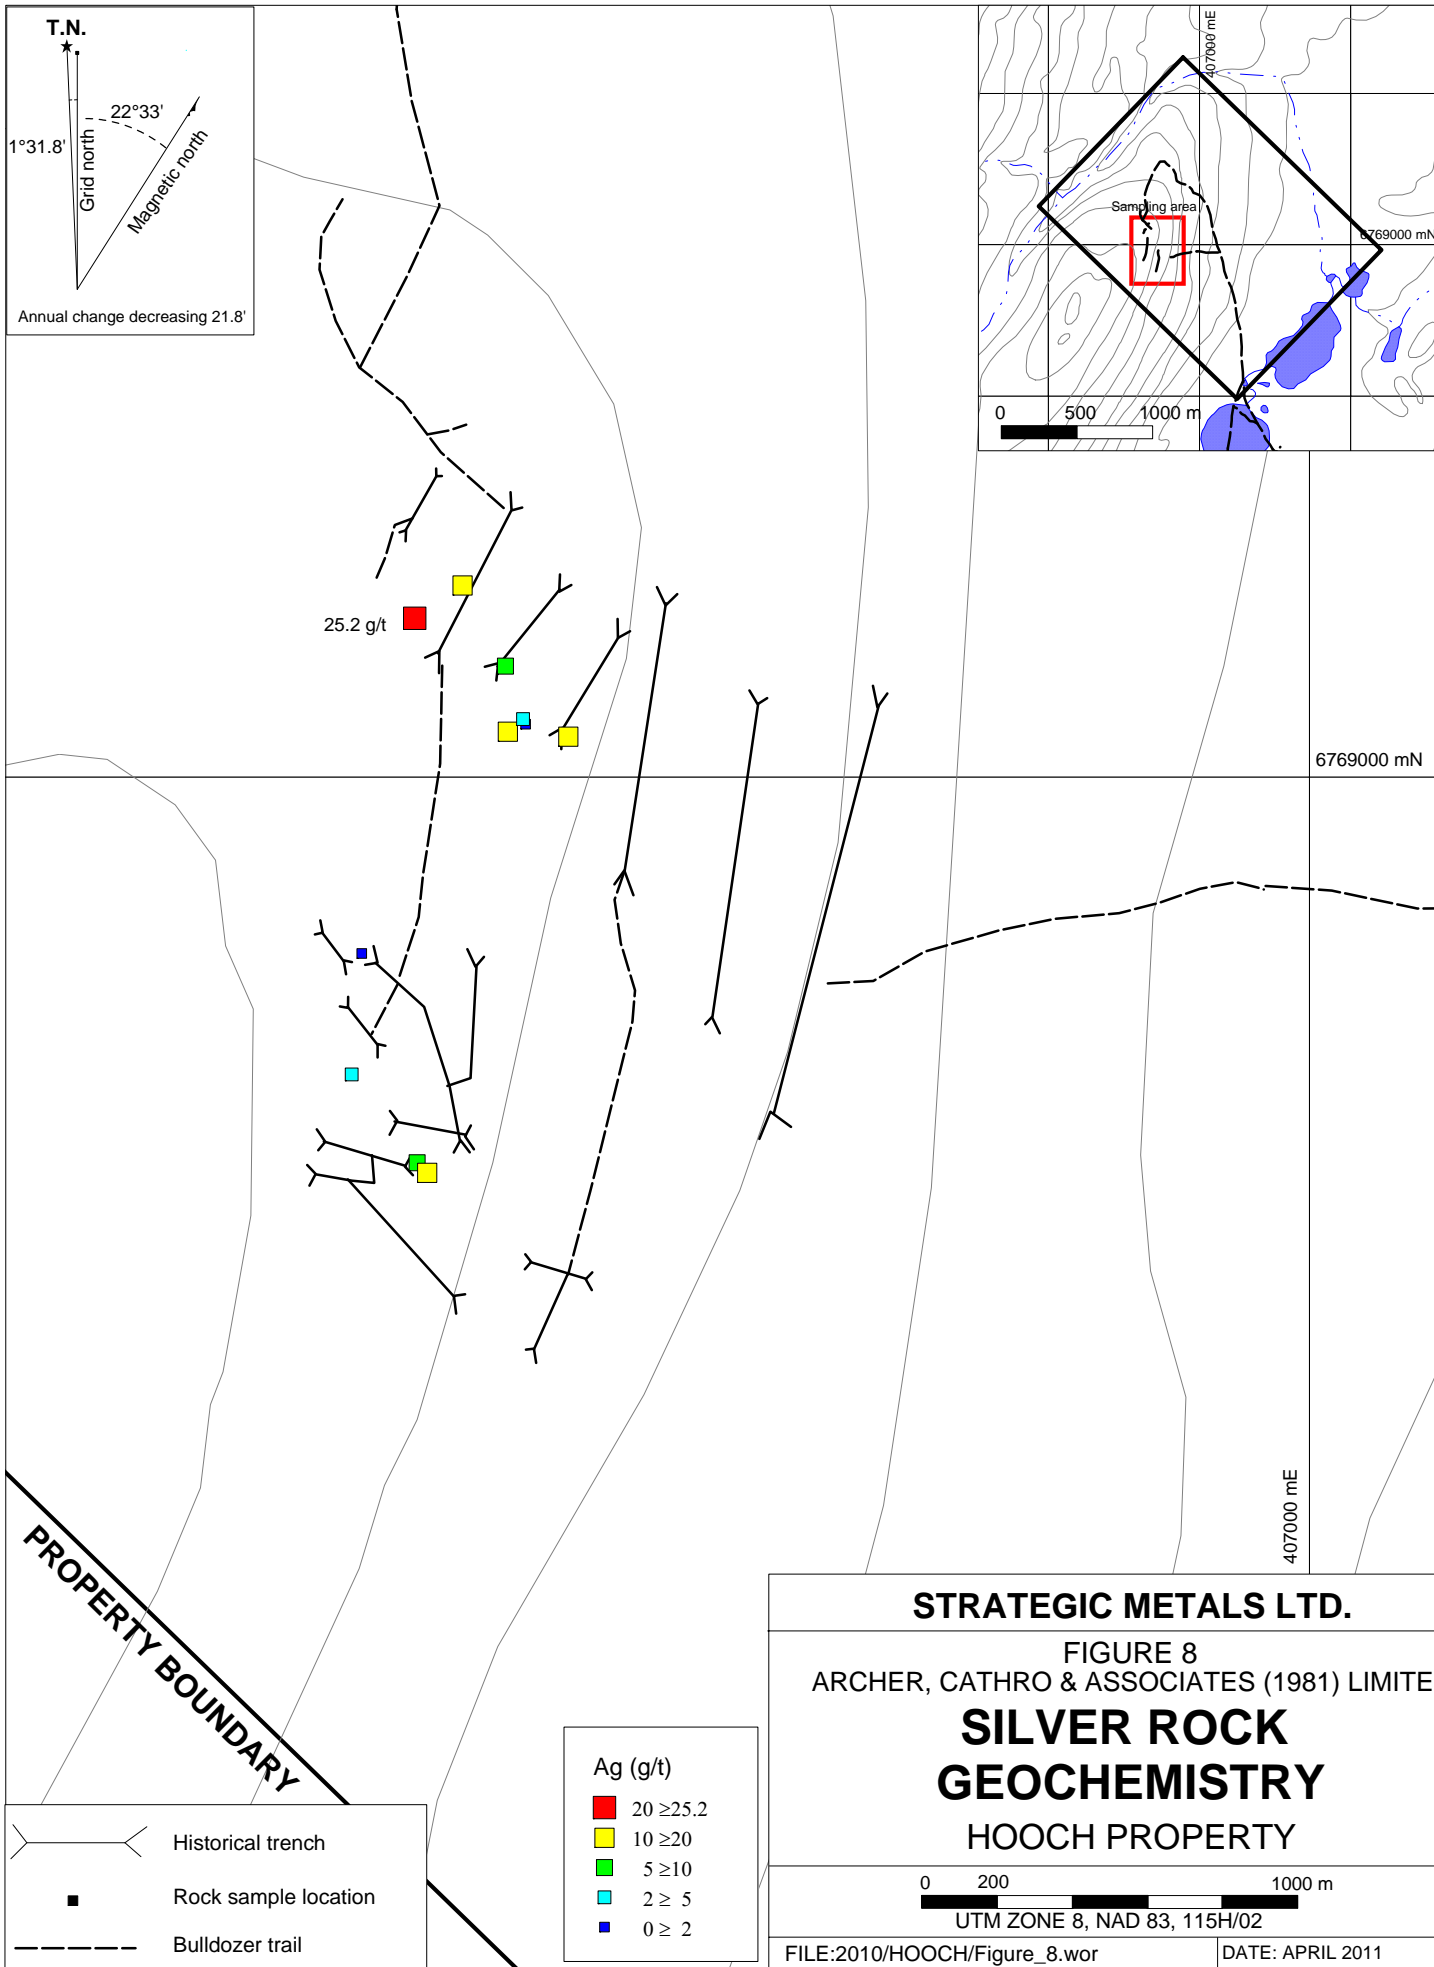 T.N.
22°33'
1°31.8'
Grid north
Magnetic north
Annual change decreasing 21.8'
407000 mE
Sampling area
6769000 mN
0 500 1000 m
25.2 g/t
6769000 mN
407000 mE
PROPERTY BOUNDARY
Historical trench
Rock sample location
Bulldozer trail
Ag (g/t)
20 ≥25.2
10 ≥20
5 ≥10
2 ≥ 5
0 ≥ 2
STRATEGIC METALS LTD.
FIGURE 8
ARCHER, CATHRO & ASSOCIATES (1981) LIMITE
SILVER ROCK
GEOCHEMISTRY
HOOCH PROPERTY
0 200 1000 m
UTM ZONE 8, NAD 83, 115H/02
FILE:2010/HOOCH/Figure_8.wor
DATE: APRIL 2011